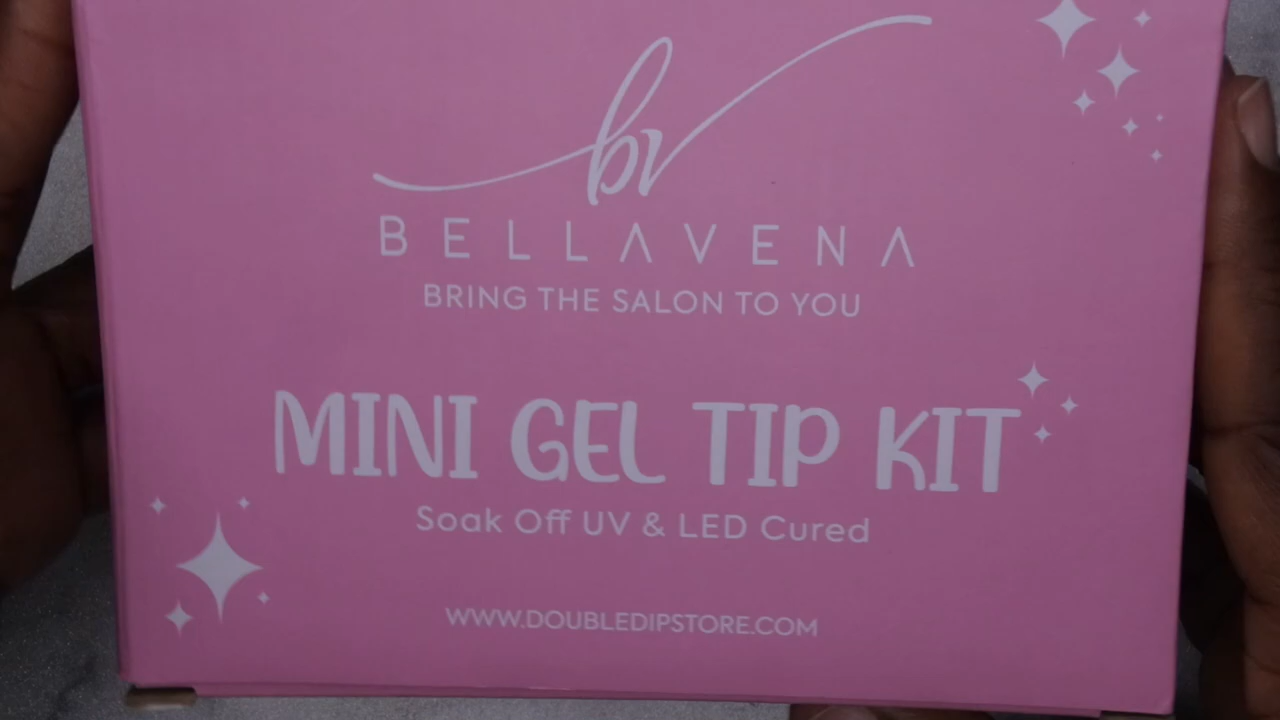 bv
BELLAVENA
BRING THE SALON TO YOU
MINI GEL TIP KIT
Soak Off UV & LED Cured
WWW.DOUBLEDIPSTORE.COM